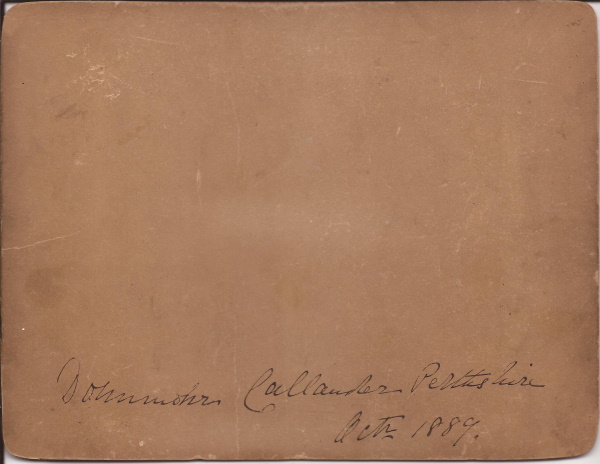 Callander Perthshire
Octr 1889.